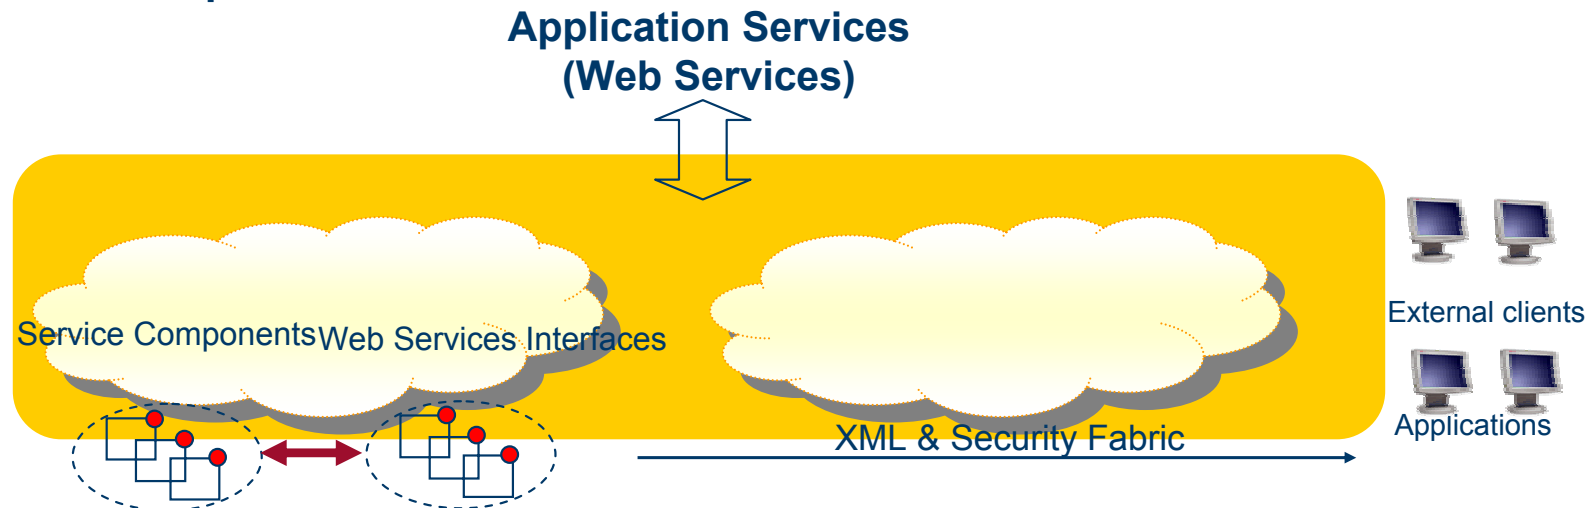 Application Services
(Web Services)
External clients
Service Components
Web Services Interfaces
Applications
XML & Security Fabric